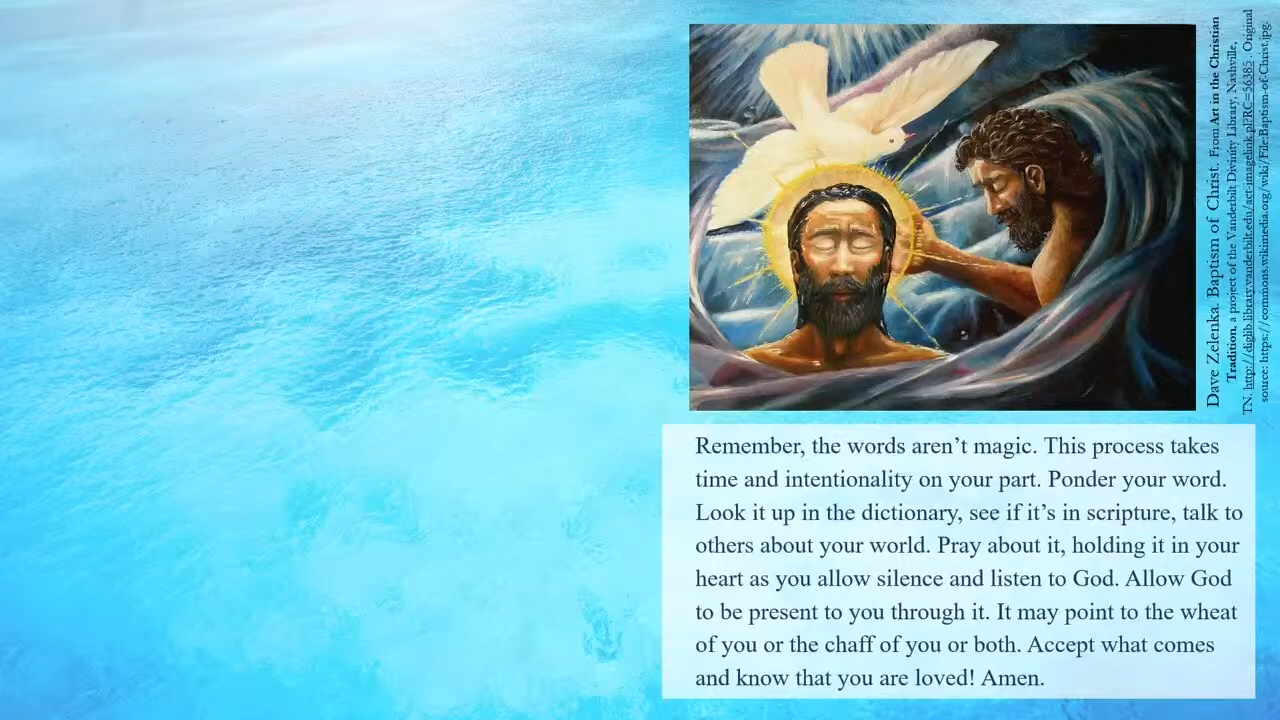 Dave Zelenka. Baptism of Christ. From Art in the Christian
Tradition, a project of the Vanderbilt Divinity Library, Nashville,
TN. http://diglib.library.vanderbilt.edu/act-imagelink.pl?RC=56385 . Original
source: https://commons.wikimedia.org/wiki/File:Baptism-of-Christ.jpg.
Remember, the words aren’t magic. This process takes
time and intentionality on your part. Ponder your word.
Look it up in the dictionary, see if it’s in scripture, talk to
others about your world. Pray about it, holding it in your
heart as you allow silence and listen to God. Allow God
to be present to you through it. It may point to the wheat
of you or the chaff of you or both. Accept what comes
and know that you are loved! Amen.